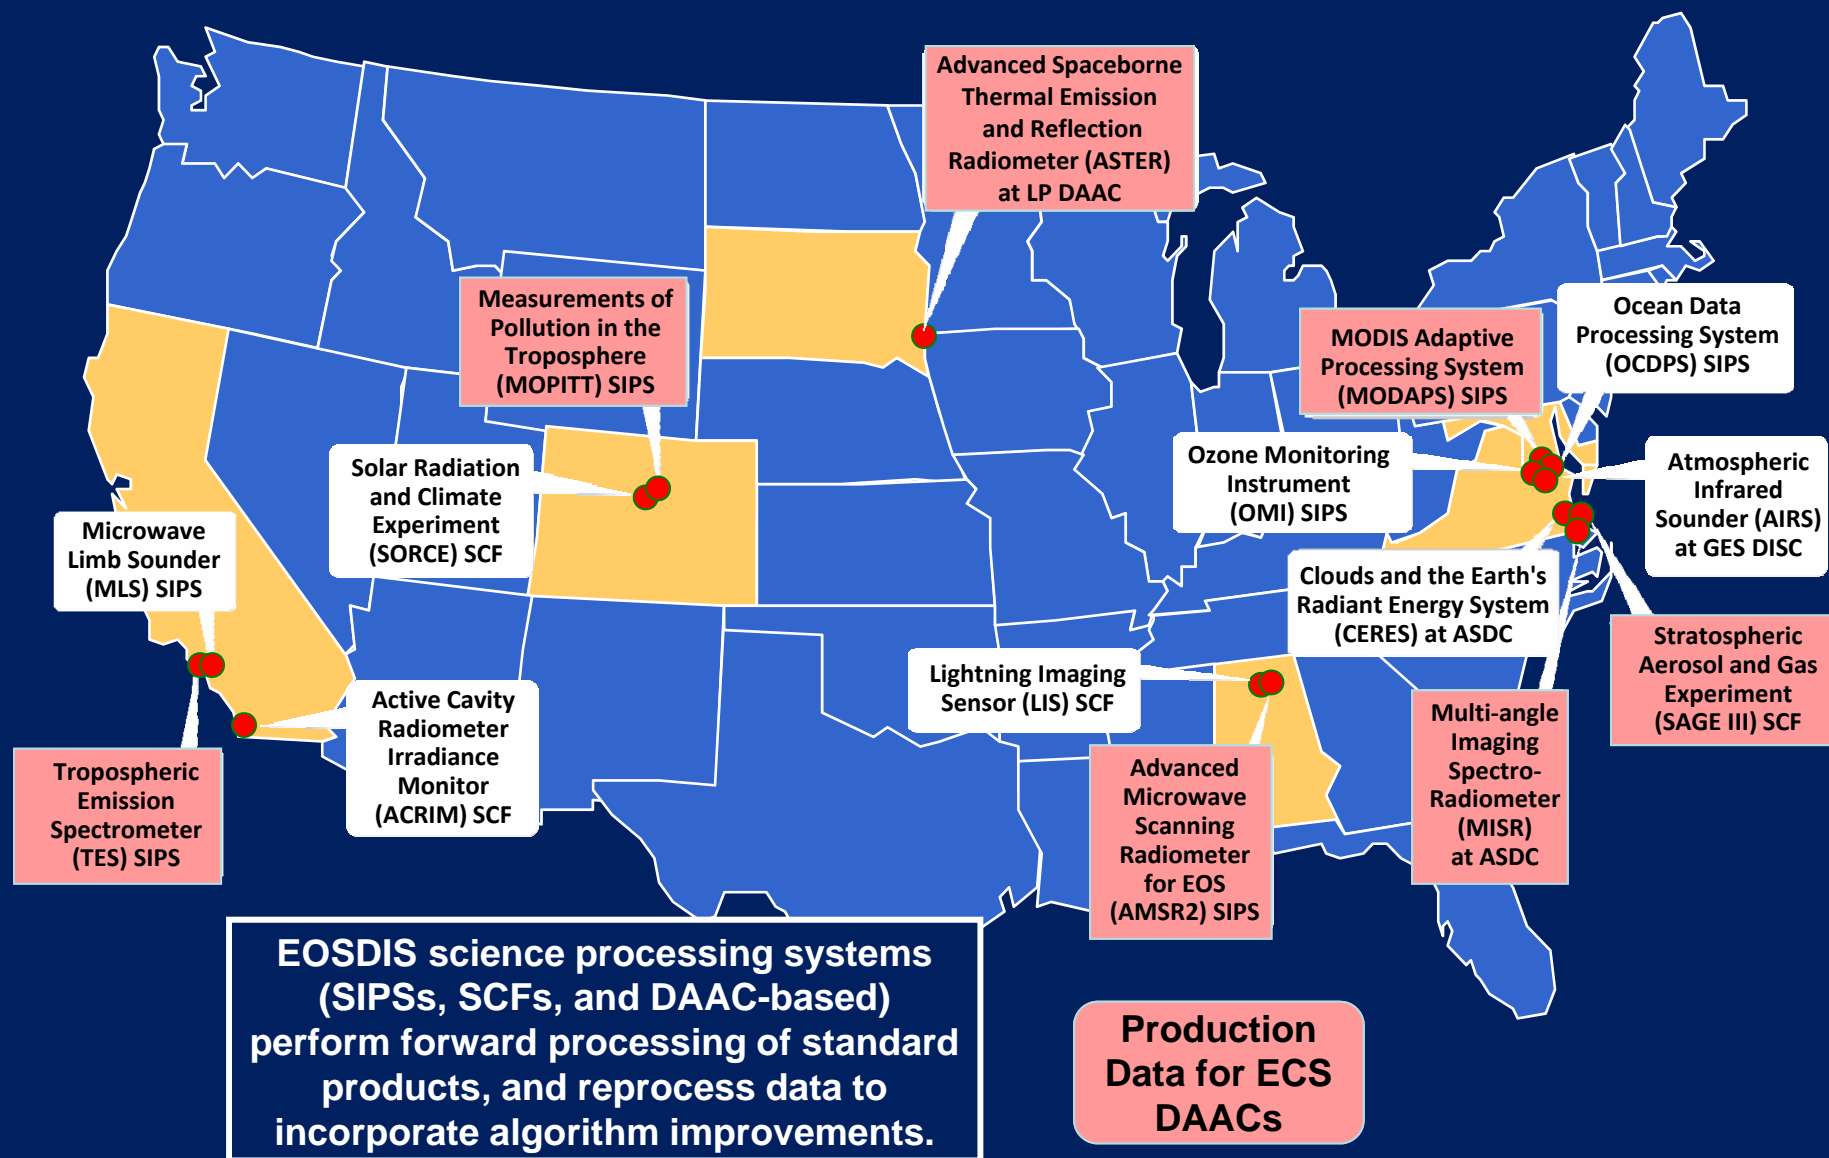 Advanced Spaceborne
Thermal Emission
and Reflection
Radiometer (ASTER)
at LP DAAC
Measurements of
Pollution in the
Troposphere
(MOPITT) SIPS
MODIS Adaptive
Processing System
(MODAPS) SIPS
Ocean Data
Processing System
(OCDPS) SIPS
Solar Radiation
and Climate
Experiment
(SORCE) SCF
Ozone Monitoring
Instrument
(OMI) SIPS
Atmospheric
Infrared
Sounder (AIRS)
at GES DISC
Microwave
Limb Sounder
(MLS) SIPS
Clouds and the Earth's
Radiant Energy System
(CERES) at ASDC
Stratospheric
Aerosol and Gas
Experiment
(SAGE III) SCF
Lightning Imaging
Sensor (LIS) SCF
Active Cavity
Radiometer
Irradiance
Monitor
(ACRIM) SCF
Multi-angle
Imaging
Spectro-
Radiometer
(MISR)
at ASDC
Tropospheric
Emission
Spectrometer
(TES) SIPS
Advanced
Microwave
Scanning
Radiometer
for EOS
(AMSR2) SIPS
EOSDIS science processing systems
(SIPSs, SCFs, and DAAC-based)
perform forward processing of standard
products, and reprocess data to
incorporate algorithm improvements.
Production
Data for ECS
DAACs